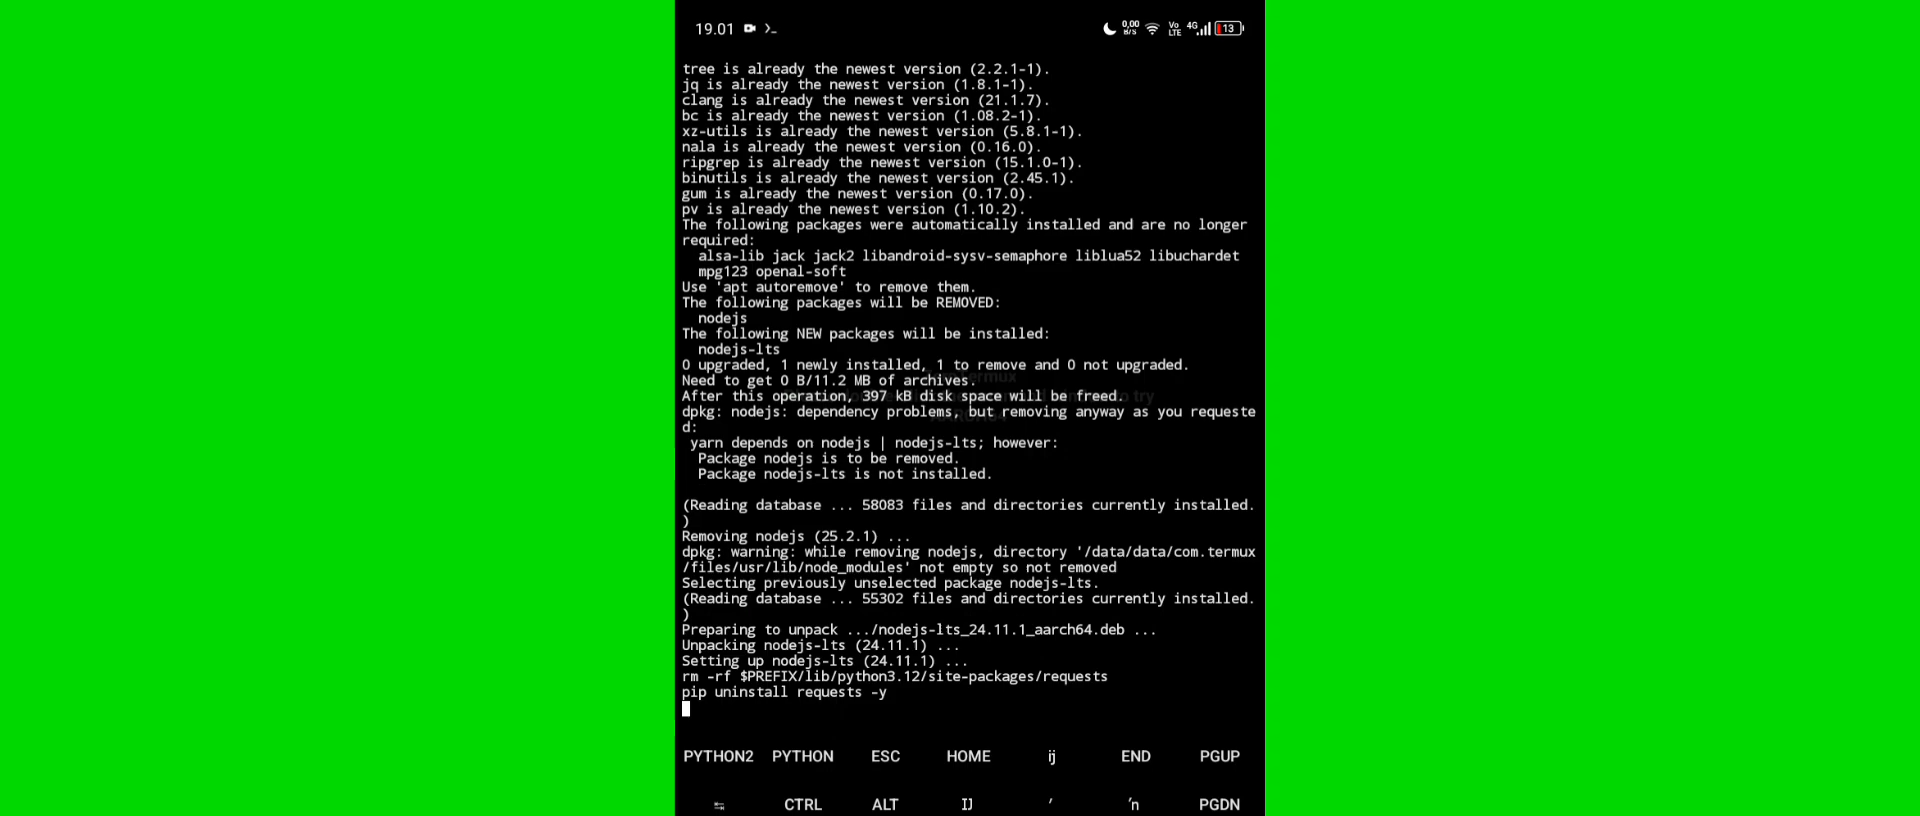 19.01 0,00 B/S Vo LTE 4G 13
tree is already the newest version (2.2.1-1).
jq is already the newest version (1.8.1-1).
clang is already the newest version (21.1.7).
bc is already the newest version (1.08.2-1).
xz-utils is already the newest version (5.8.1-1).
nala is already the newest version (0.16.0).
ripgrep is already the newest version (15.1.0-1).
binutils is already the newest version (2.45.1).
gum is already the newest version (0.17.0).
pv is already the newest version (1.10.2).
The following packages were automatically installed and are no longer
required:
alsa-lib jack jack2 libandroid-sysv-semaphore liblua52 libuchardet
mpg123 openal-soft
Use 'apt autoremove' to remove them.
The following packages will be REMOVED:
nodejs
The following NEW packages will be installed:
nodejs-lts
0 upgraded, 1 newly installed, 1 to remove and 0 not upgraded.
Need to get 0 B/11.2 MB of archives.
After this operation, 397 kB disk space will be freed.
dpkg: nodejs: dependency problems, but removing anyway as you requeste
d:
yarn depends on nodejs | nodejs-lts; however:
Package nodejs is to be removed.
Package nodejs-lts is not installed.
(Reading database ... 58083 files and directories currently installed.
)
Removing nodejs (25.2.1) ...
dpkg: warning: while removing nodejs, directory '/data/data/com.termux
/files/usr/lib/node_modules' not empty so not removed
Selecting previously unselected package nodejs-lts.
(Reading database ... 55302 files and directories currently installed.
)
Preparing to unpack .../nodejs-lts_24.11.1_aarch64.deb ...
Unpacking nodejs-lts (24.11.1) ...
Setting up nodejs-lts (24.11.1) ...
rm -rf $PREFIX/lib/python3.12/site-packages/requests
pip uninstall requests -y
PYTHON2 PYTHON ESC HOME ij END PGUP
CTRL ALT IJ ′ ŉ PGDN